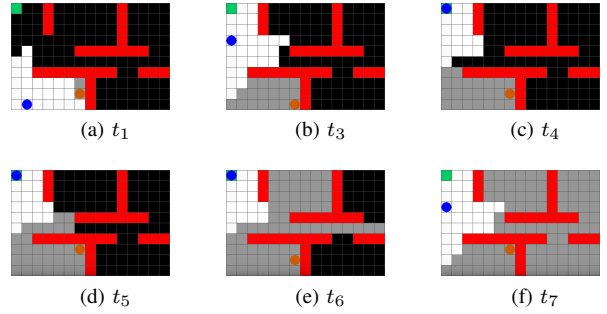 (a) t₁
(b) t₃
(c) t₄
(d) t₅
(e) t₆
(f) t₇